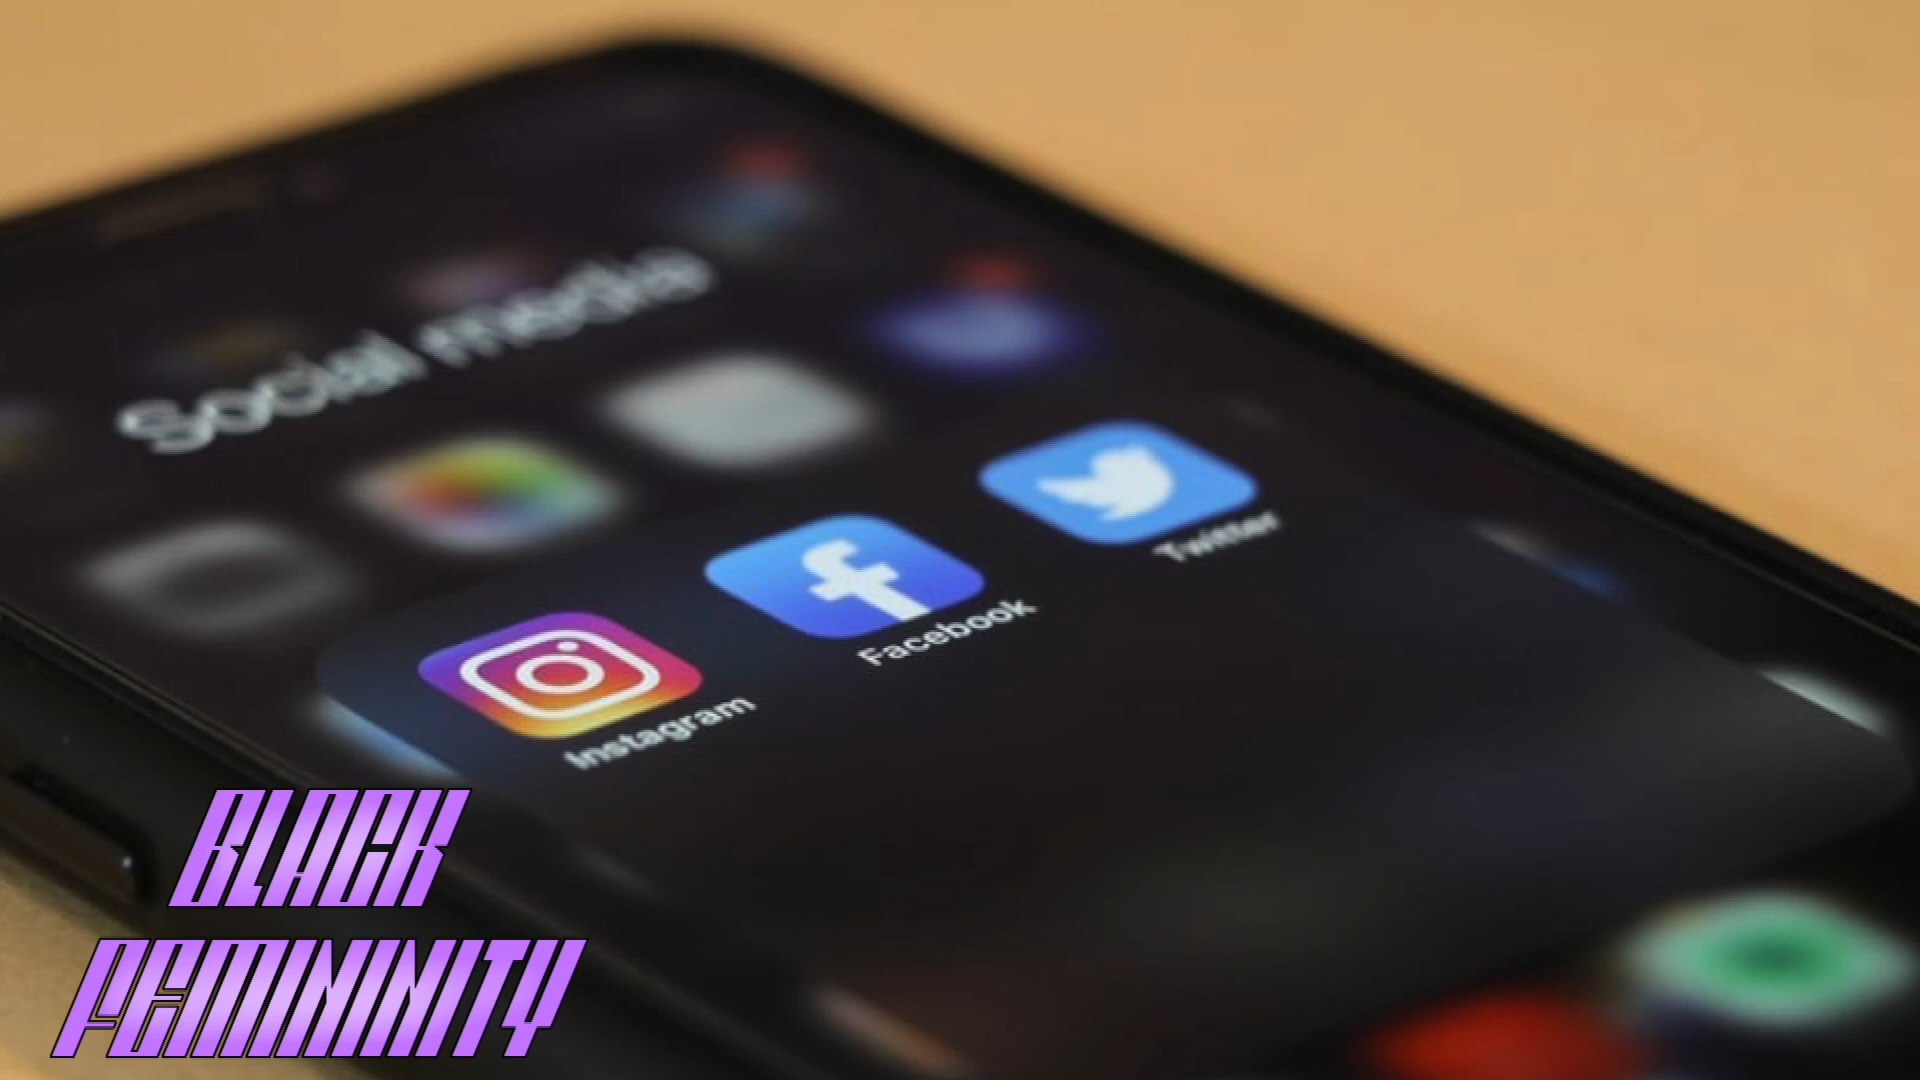 Social media
Twitter
Facebook
Instagram
BLACK
FEMININITY